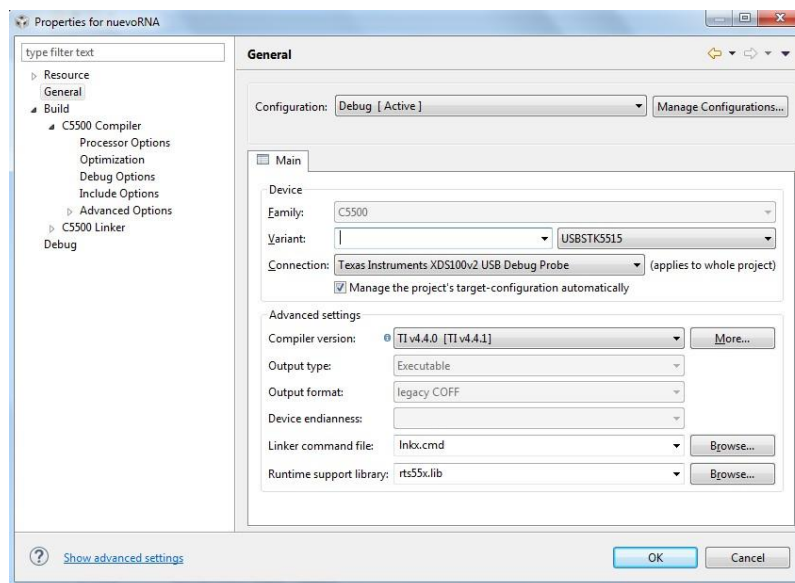 Properties for nuevoRNA
type filter text
Resource
General
Build
C5500 Compiler
Processor Options
Optimization
Debug Options
Include Options
Advanced Options
C5500 Linker
Debug
General
Configuration: Debug [ Active ] Manage Configurations...
Main
Device
Family: C5500
Variant: USBSTK5515
Connection: Texas Instruments XDS100v2 USB Debug Probe (applies to whole project)
Manage the project's target-configuration automatically
Advanced settings
Compiler version: TI v4.4.0 [TI v4.4.1] More...
Output type: Executable
Output format: legacy COFF
Device endianness:
Linker command file: lnkx.cmd Browse...
Runtime support library: rts55x.lib Browse...
Show advanced settings OK Cancel